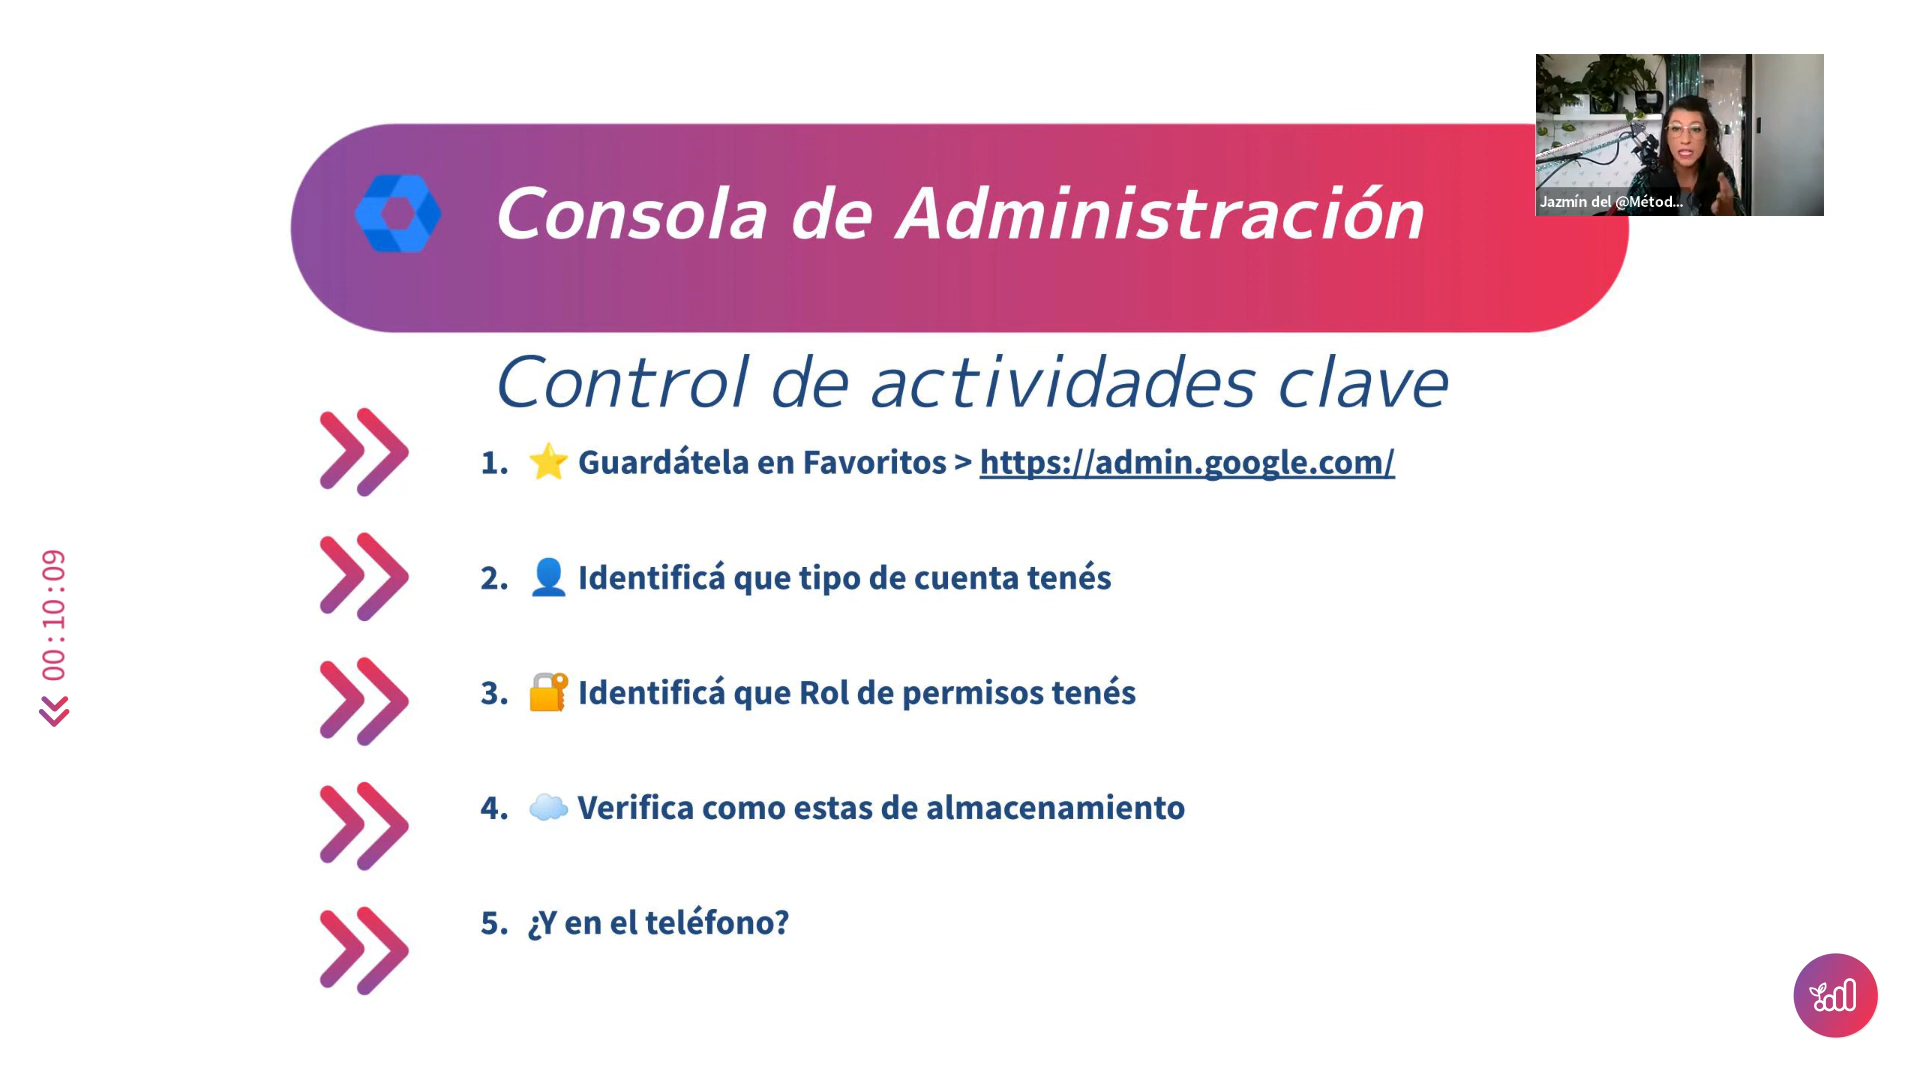 Consola de Administración
Jazmín del @Métod...
Control de actividades clave
1. ⭐ Guardátela en Favoritos > https://admin.google.com/
2. 👤 Identificá que tipo de cuenta tenés
3. 🔐 Identificá que Rol de permisos tenés
4. ☁️ Verifica como estas de almacenamiento
5. ¿Y en el teléfono?
00:10:09